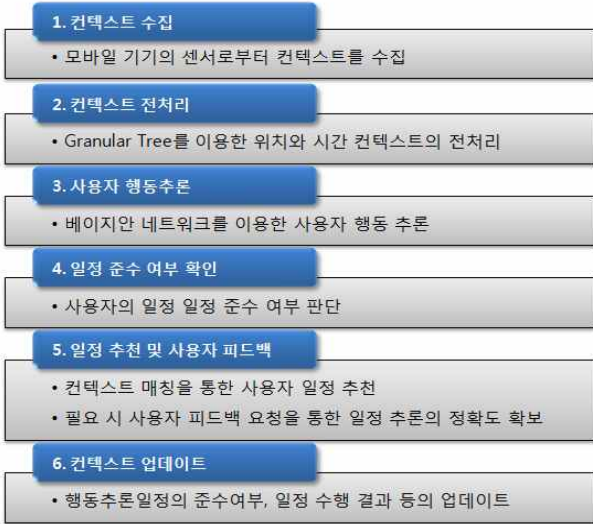 1. 컨텍스트 수집
• 모바일 기기의 센서로부터 컨텍스트를 수집
2. 컨텍스트 전처리
• Granular Tree를 이용한 위치와 시간 컨텍스트의 전처리
3. 사용자 행동추론
• 베이지안 네트워크를 이용한 사용자 행동 추론
4. 일정 준수 여부 확인
• 사용자의 일정 일정 준수 여부 판단
5. 일정 추천 및 사용자 피드백
• 컨텍스트 매칭을 통한 사용자 일정 추천
• 필요 시 사용자 피드백 요청을 통한 일정 추론의 정확도 확보
6. 컨텍스트 업데이트
• 행동추론일정의 준수여부, 일정 수행 결과 등의 업데이트